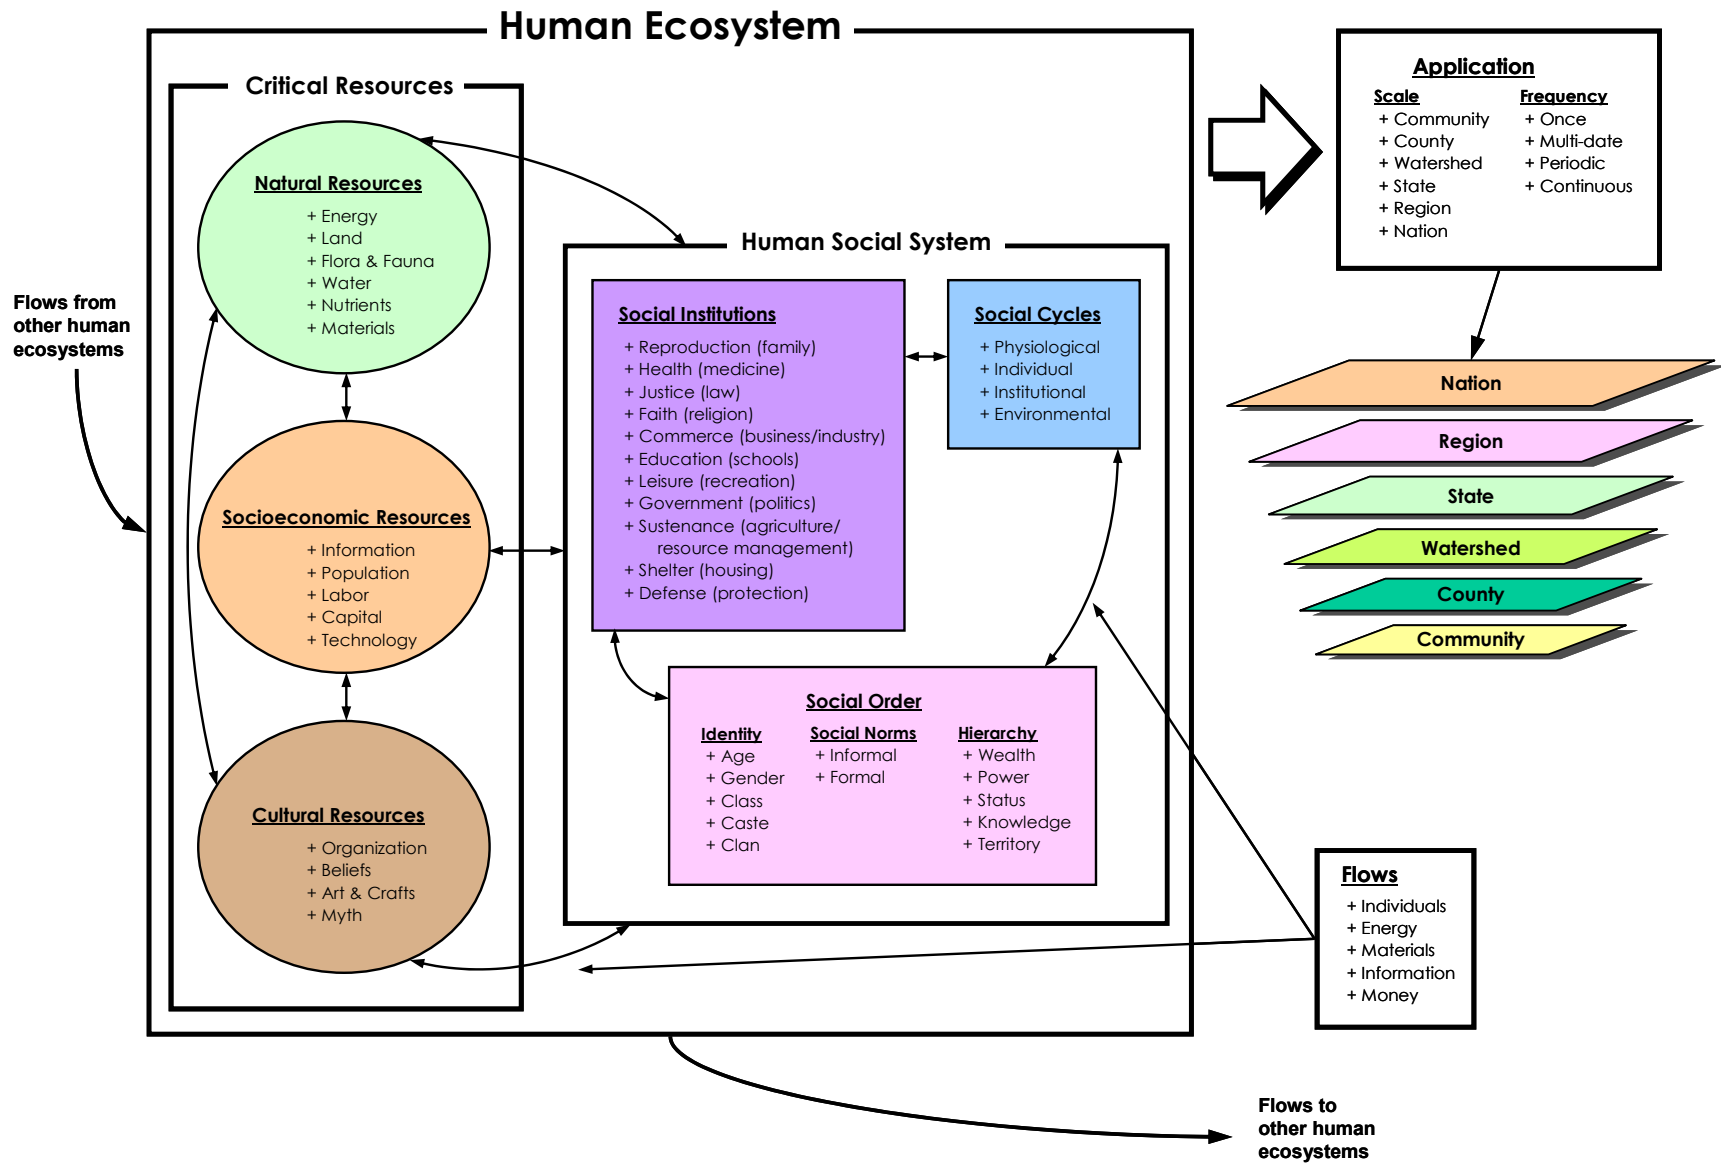 Human Ecosystem
Critical Resources
Natural Resources
+ Energy
+ Land
+ Flora & Fauna
+ Water
+ Nutrients
+ Materials
Socioeconomic Resources
+ Information
+ Population
+ Labor
+ Capital
+ Technology
Cultural Resources
+ Organization
+ Beliefs
+ Art & Crafts
+ Myth
Flows from
other human
ecosystems
Human Social System
Social Institutions
+ Reproduction (family)
+ Health (medicine)
+ Justice (law)
+ Faith (religion)
+ Commerce (business/industry)
+ Education (schools)
+ Leisure (recreation)
+ Government (politics)
+ Sustenance (agriculture/
resource management)
+ Shelter (housing)
+ Defense (protection)
Social Cycles
+ Physiological
+ Individual
+ Institutional
+ Environmental
Social Order
Identity
+ Age
+ Gender
+ Class
+ Caste
+ Clan
Social Norms
+ Informal
+ Formal
Hierarchy
+ Wealth
+ Power
+ Status
+ Knowledge
+ Territory
Application
Scale
+ Community
+ County
+ Watershed
+ State
+ Region
+ Nation
Frequency
+ Once
+ Multi-date
+ Periodic
+ Continuous
Nation
Region
State
Watershed
County
Community
Flows
+ Individuals
+ Energy
+ Materials
+ Information
+ Money
Flows to
other human
ecosystems